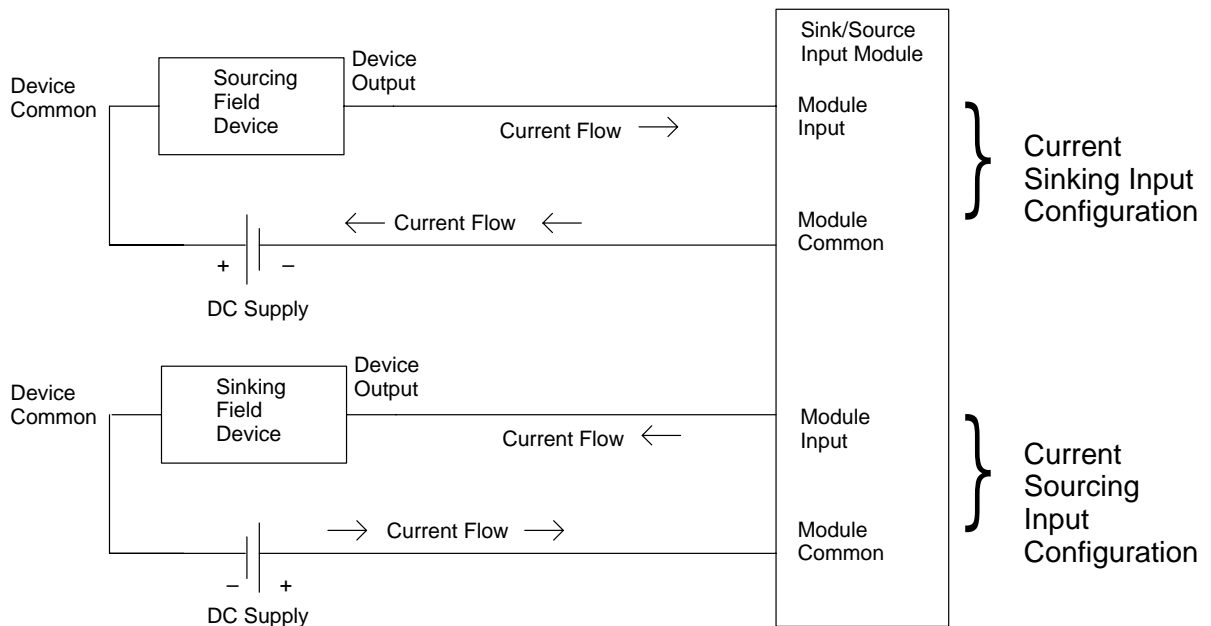 Sink/Source
Input Module
Device
Common
Sourcing
Field
Device
Device
Output
Current Flow
Module
Input
Current Flow
Module
Common
+ –
DC Supply
Current
Sinking Input
Configuration
Device
Common
Sinking
Field
Device
Device
Output
Current Flow
Module
Input
Current Flow
Module
Common
– +
DC Supply
Current
Sourcing
Input
Configuration